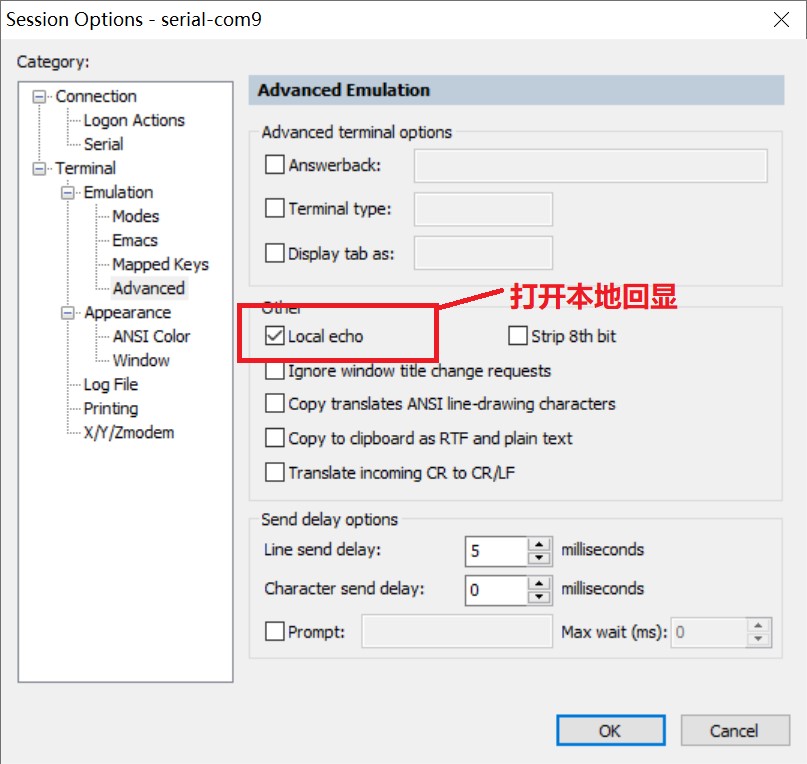 Session Options - serial-com9
Category:
Connection
Logon Actions
Serial
Terminal
Emulation
Modes
Emacs
Mapped Keys
Advanced
Appearance
ANSI Color
Window
Log File
Printing
X/Y/Zmodem
Advanced Emulation
Advanced terminal options
Answerback:
Terminal type:
Display tab as:
打开本地回显
Other
Local echo
Strip 8th bit
Ignore window title change requests
Copy translates ANSI line-drawing characters
Copy to clipboard as RTF and plain text
Translate incoming CR to CR/LF
Send delay options
Line send delay: 5 milliseconds
Character send delay: 0 milliseconds
Prompt: Max wait (ms): 0
OK Cancel